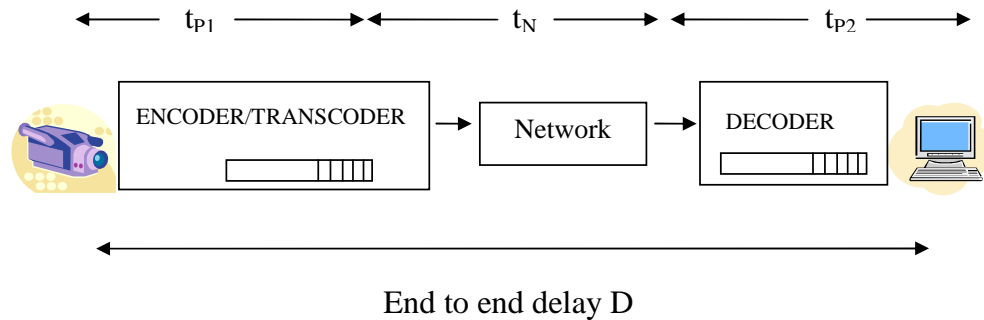 tP1 tN tP2
ENCODER/TRANSCODER
Network
DECODER
End to end delay D